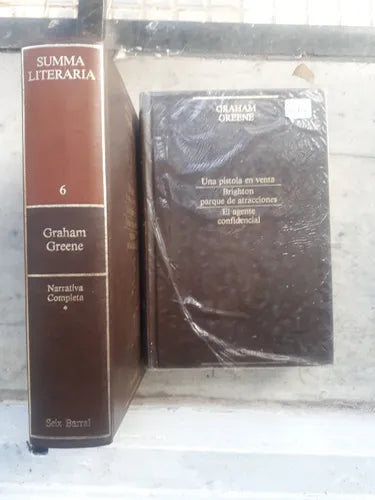 SUMMA
LITERARIA
6
Graham
Greene
Narrativa
Completa
*
Seix Barral
GRAHAM
GREENE
Una pistola en venta
Brighton
parque de atracciones
El agente
confidencial